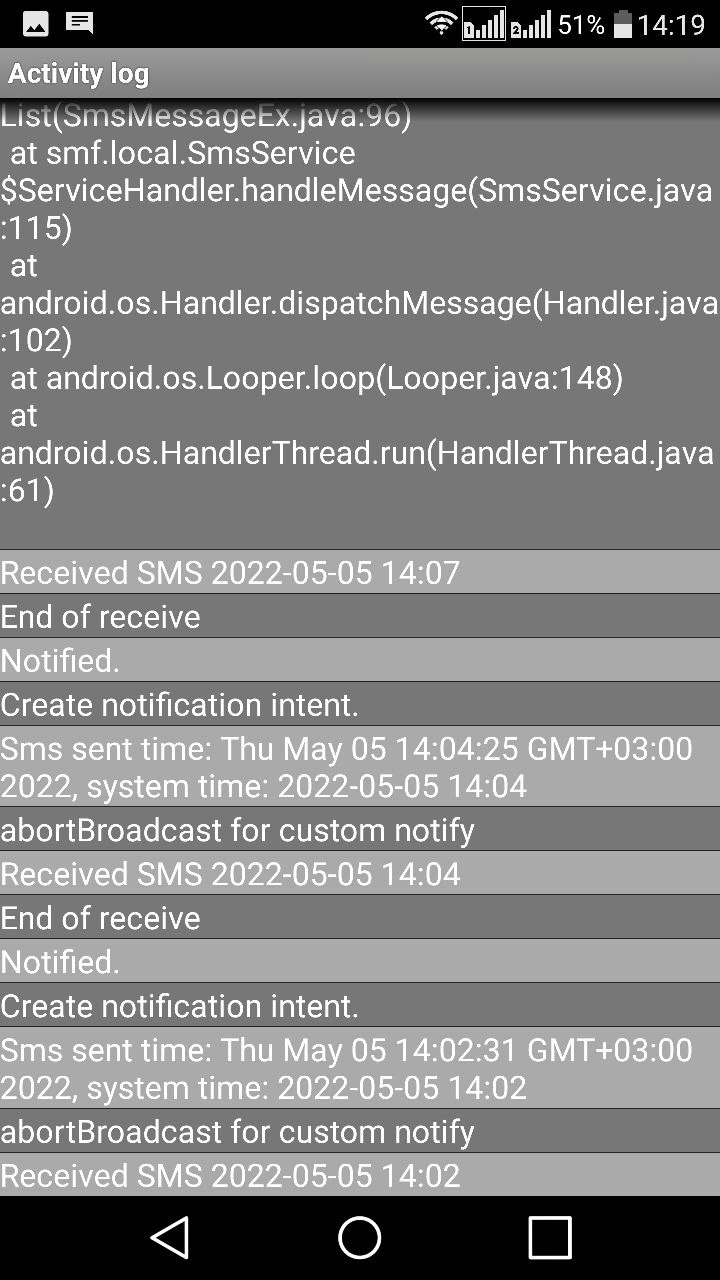 1 2 51% 14:19
Activity log
List(SmsMessageEx.java:96)
at smf.local.SmsService
$ServiceHandler.handleMessage(SmsService.java
:115)
at
android.os.Handler.dispatchMessage(Handler.java
:102)
at android.os.Looper.loop(Looper.java:148)
at
android.os.HandlerThread.run(HandlerThread.java
:61)
Received SMS 2022-05-05 14:07
End of receive
Notified.
Create notification intent.
Sms sent time: Thu May 05 14:04:25 GMT+03:00
2022, system time: 2022-05-05 14:04
abortBroadcast for custom notify
Received SMS 2022-05-05 14:04
End of receive
Notified.
Create notification intent.
Sms sent time: Thu May 05 14:02:31 GMT+03:00
2022, system time: 2022-05-05 14:02
abortBroadcast for custom notify
Received SMS 2022-05-05 14:02